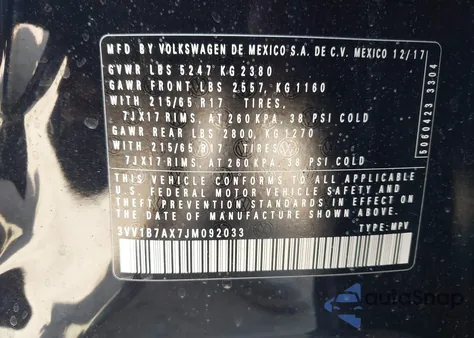 MFD BY VOLKSWAGEN DE MEXICO S.A. DE C.V. MEXICO 12/17
GVWR LBS 5247 KG 2380
GAWR FRONT LBS 2557, KG 1160
WITH 215/65 R17 TIRES,
7JX17 RIMS, AT 260 KPA, 38 PSI COLD
GAWR REAR LBS 2800, KG 1270
WITH 215/65 R17 TIRES,
7JX17 RIMS, AT 260 KPA, 38 PSI COLD
THIS VEHICLE CONFORMS TO ALL APPLICABLE
U.S. FEDERAL MOTOR VEHICLE SAFETY AND
THEFT PREVENTION STANDARDS IN EFFECT ON
THE DATE OF MANUFACTURE SHOWN ABOVE.
3VV1B7AX7JM092033 TYPE: MPV
5060423 3304
autoSnap